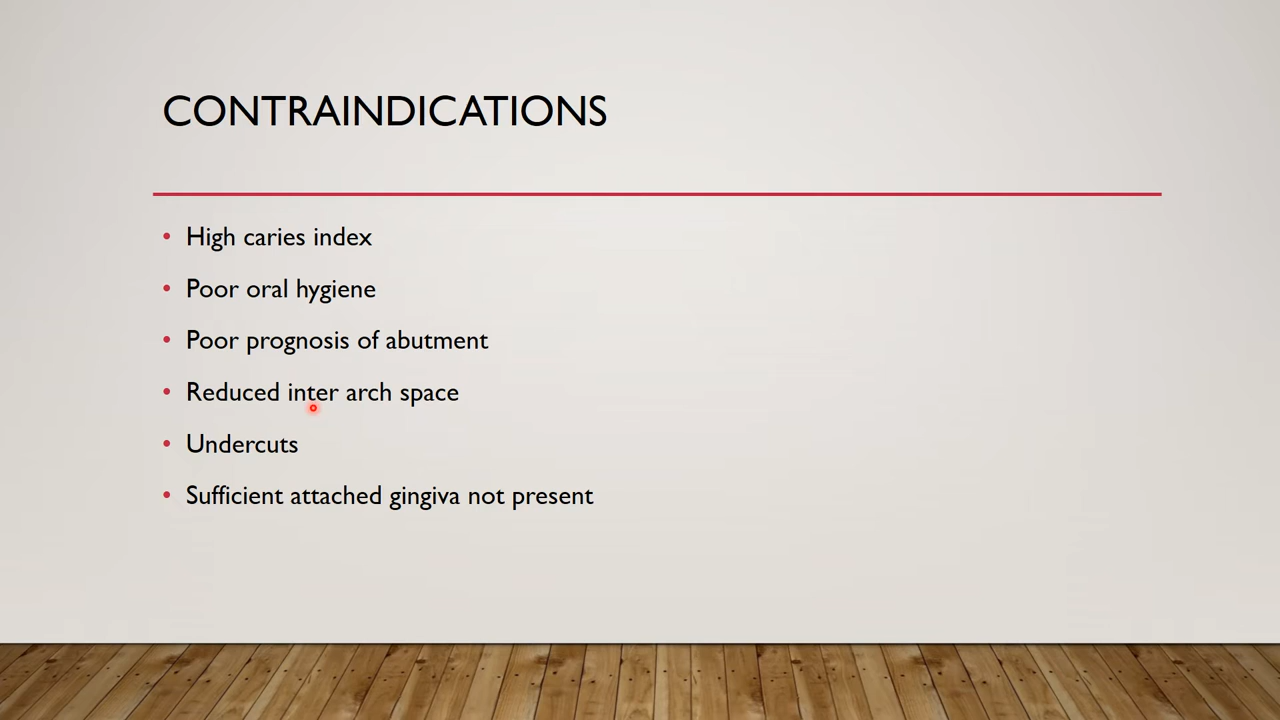 CONTRAINDICATIONS
• High caries index
• Poor oral hygiene
• Poor prognosis of abutment
• Reduced inter arch space
• Undercuts
• Sufficient attached gingiva not present